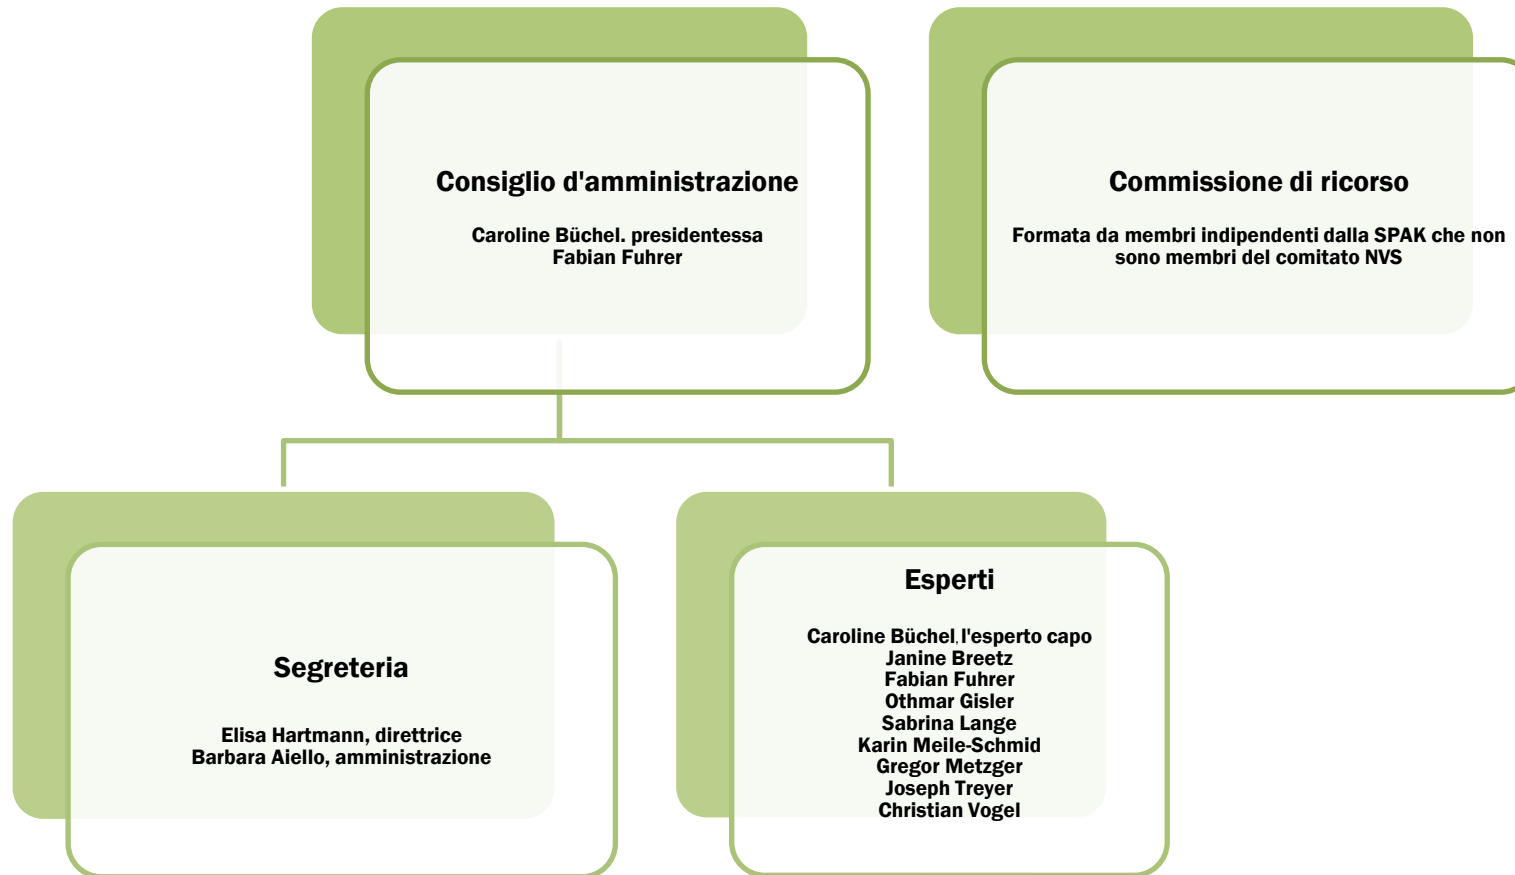 Consiglio d'amministrazione
Caroline Büchel. presidentessa
Fabian Fuhrer
Commissione di ricorso
Formata da membri indipendenti dalla SPAK che non
sono membri del comitato NVS
Segreteria
Elisa Hartmann, direttrice
Barbara Aiello, amministrazione
Esperti
Caroline Büchel, l'esperto capo
Janine Breetz
Fabian Fuhrer
Othmar Gisler
Sabrina Lange
Karin Meile-Schmid
Gregor Metzger
Joseph Treyer
Christian Vogel